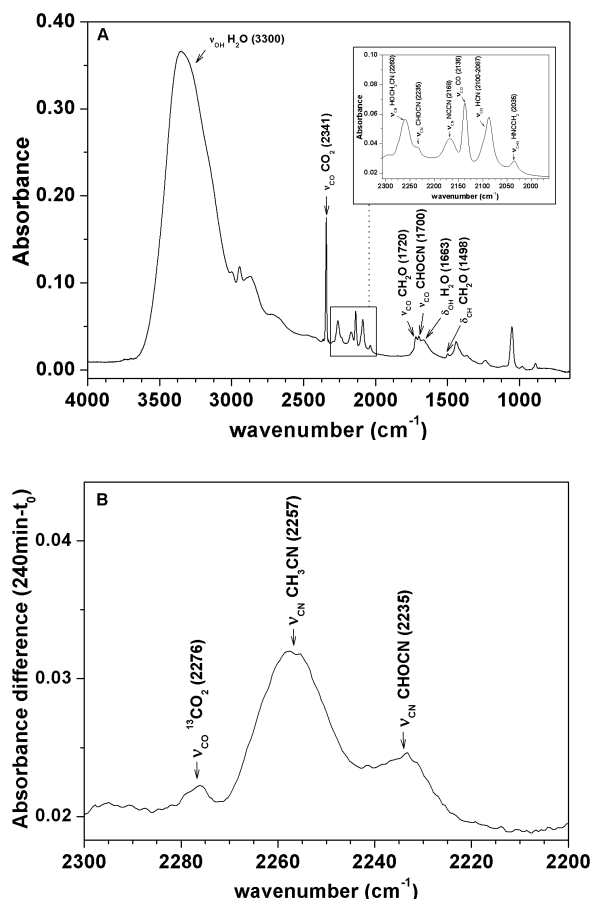 A
ν_OH H₂O (3300)
ν_CO CO₂ (2341)
ν_CO CH₂O (1720)
ν_CO CHOCN (1700)
δ_OH H₂O (1663)
δ_CH CH₂O (1498)
Absorbance
0.40
0.30
0.20
0.10
0.00
4000 3500 3000 2500 2000 1500 1000
wavenumber (cm⁻¹)
0.10
0.08
0.06
0.04
0.02
Absorbance
ν_CN HOCH₂CN (2260)
ν_CN CHOCN (2235)
ν_CN NCCN (2160)
ν_CO CO (2136)
HCN (2100-2087)
HNCCH₂ (2035)
2300 2250 2200 2150 2100 2050 2000
wavenumber (cm⁻¹)
B
ν_CO ¹³CO₂ (2276)
ν_CN CH₃CN (2257)
ν_CN CHOCN (2235)
Absorbance difference (240min-t₀)
0.04
0.03
0.02
2300 2280 2260 2240 2220 2200
wavenumber (cm⁻¹)